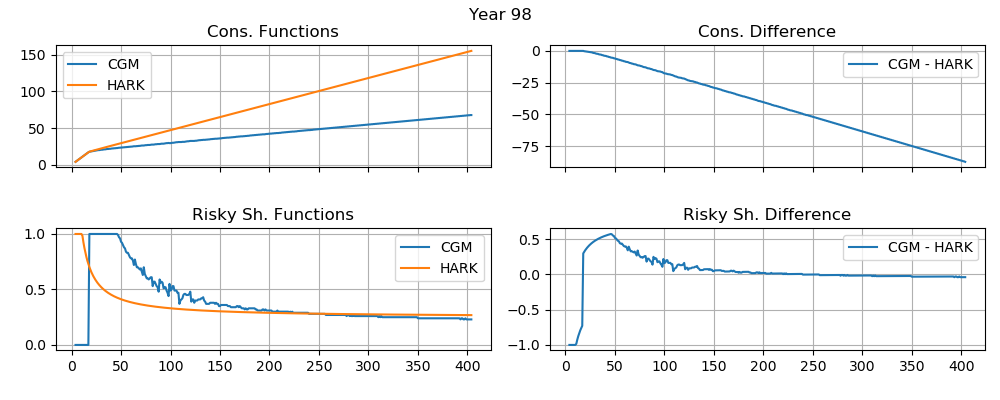 Year 98
Cons. Functions
150
100
50
0
CGM
HARK
Cons. Difference
0
−25
−50
−75
CGM - HARK
Risky Sh. Functions
1.0
0.5
0.0
0 50 100 150 200 250 300 350 400
CGM
HARK
Risky Sh. Difference
0.5
0.0
−0.5
−1.0
0 50 100 150 200 250 300 350 400
CGM - HARK